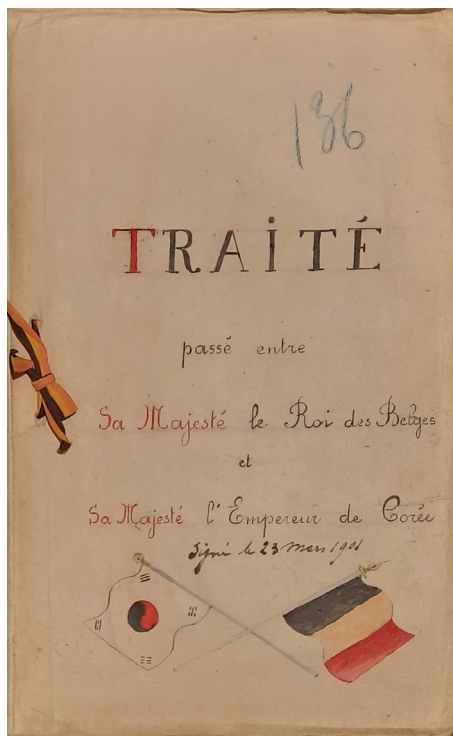 136
TRAITÉ
passé entre
Sa Majesté le Roi des Belges
et
Sa Majesté l'Empereur de Corée
Signé le 23 Mars 1901